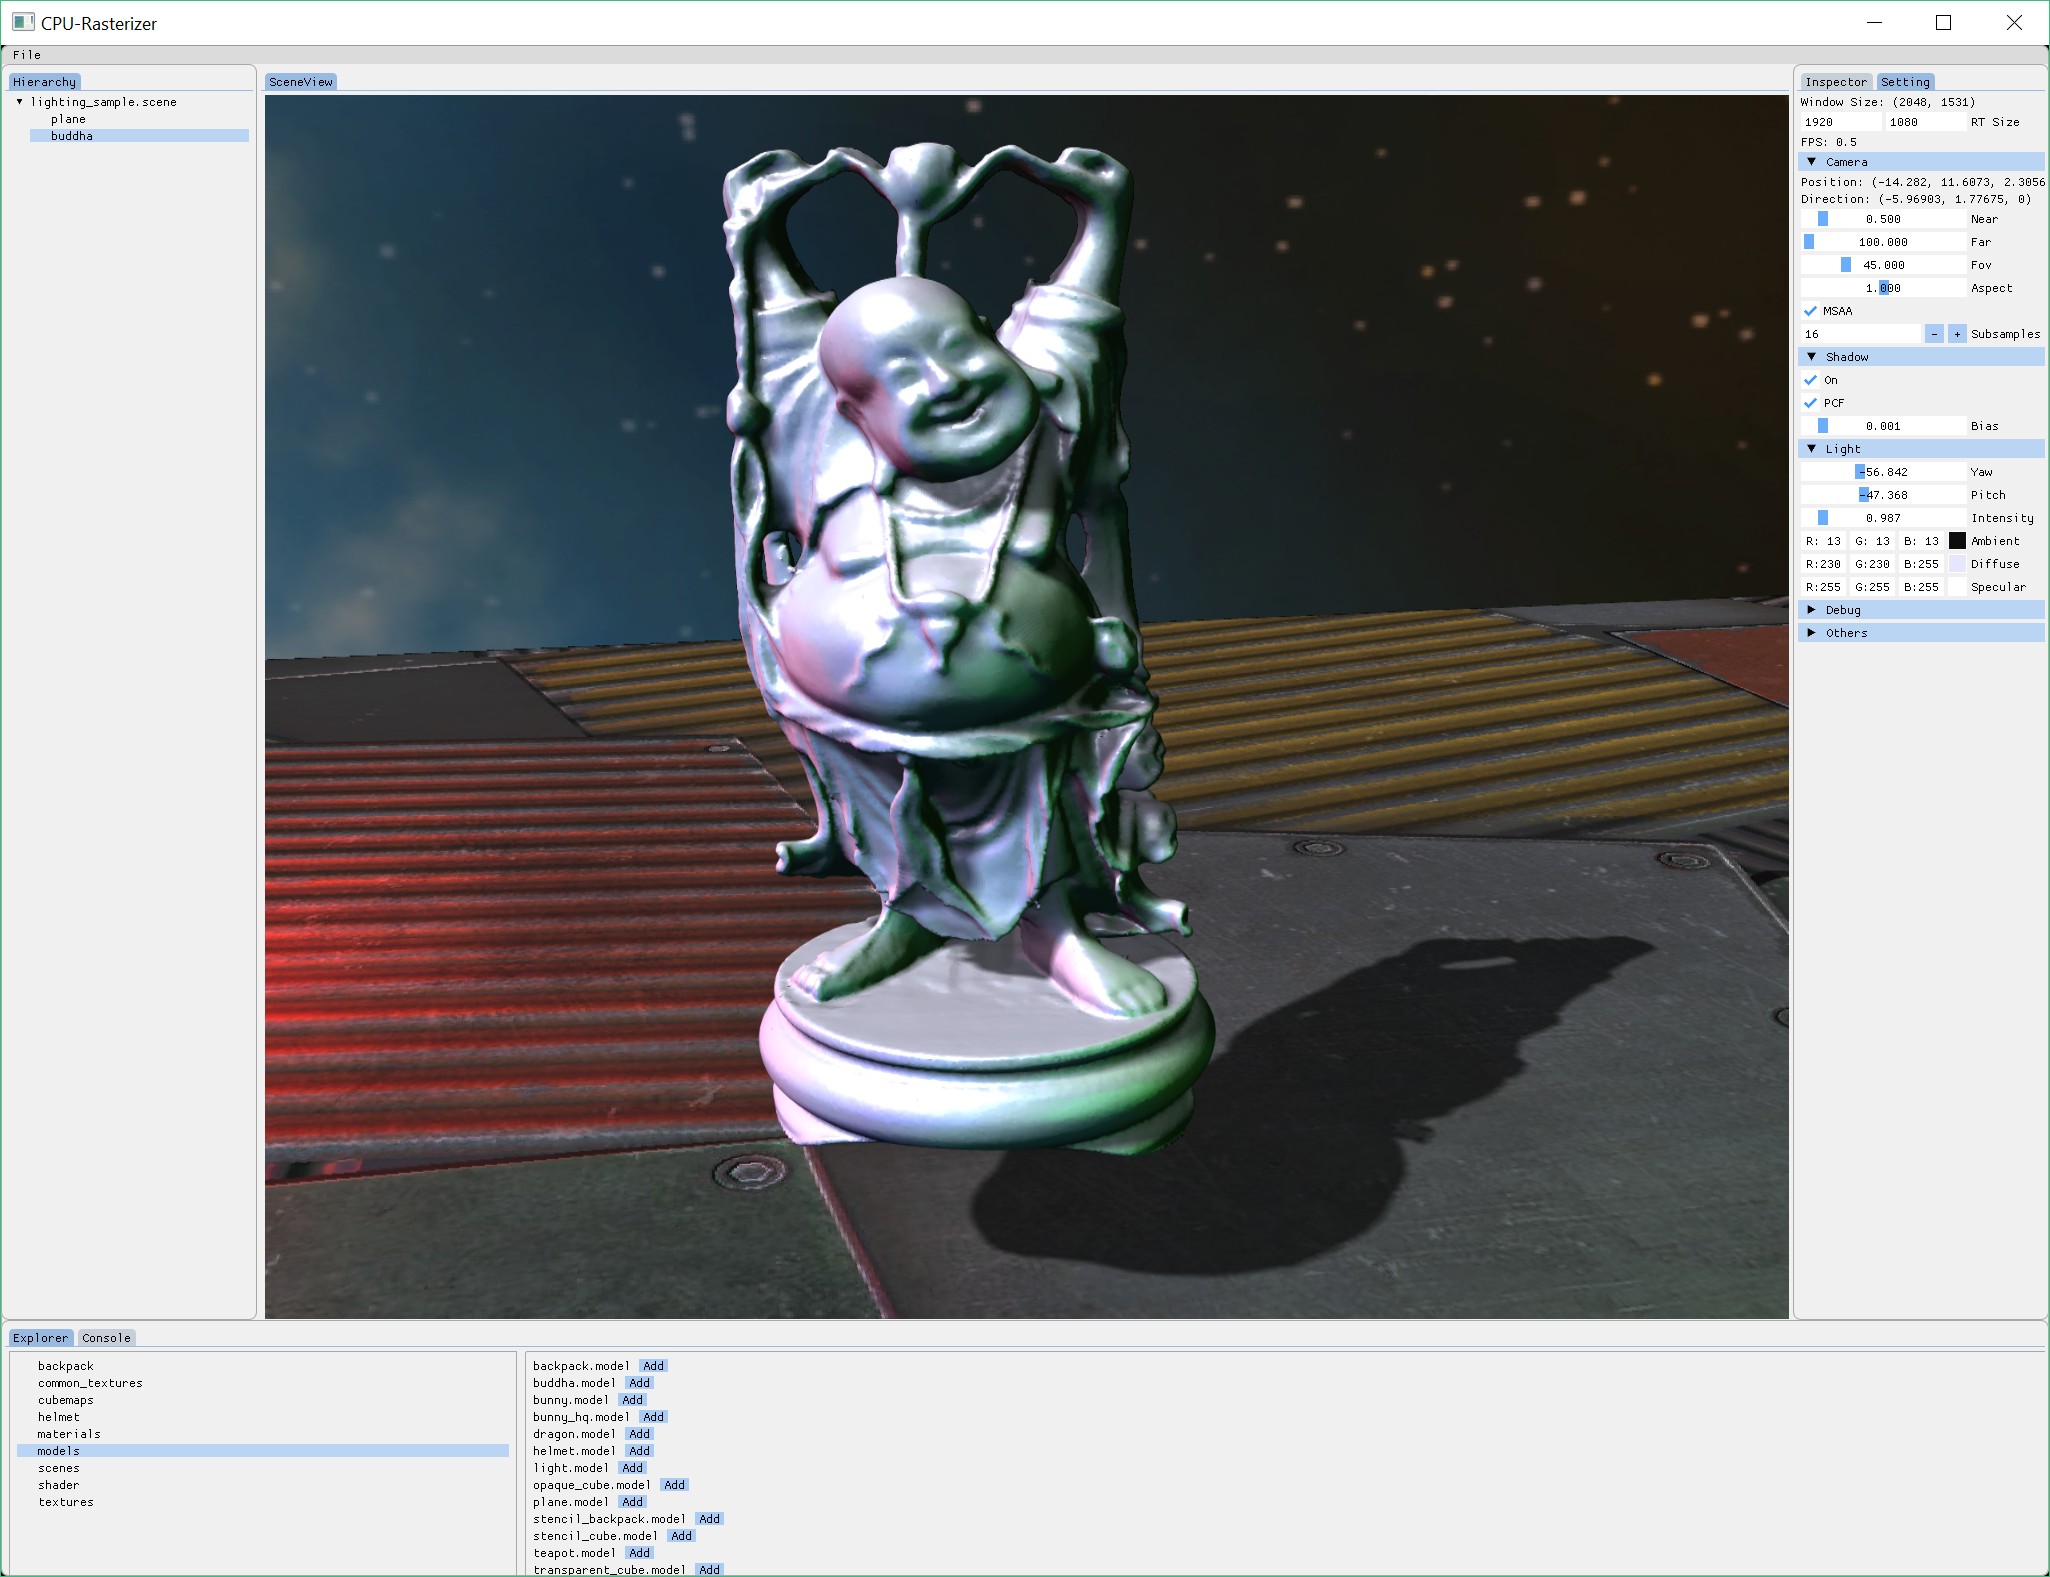 CPU-Rasterizer
File
Hierarchy
lighting_sample.scene
plane
buddha
SceneView
Inspector Setting
Window Size: (2048, 1531)
1920 1080 RT Size
FPS: 0.5
Camera
Position: (-14.282, 11.6073, 2.3056
Direction: (-5.96903, 1.77675, 0)
0.500 Near
100.000 Far
45.000 Fov
1.000 Aspect
MSAA
16 - + Subsamples
Shadow
On
PCF
0.001 Bias
Light
-56.842 Yaw
-47.368 Pitch
0.987 Intensity
R: 13 G: 13 B: 13 Ambient
R:230 G:230 B:255 Diffuse
R:255 G:255 B:255 Specular
Debug
Others
Explorer Console
backpack
common_textures
cubemaps
helmet
materials
models
scenes
shader
textures
backpack.model Add
buddha.model Add
bunny.model Add
bunny_hq.model Add
dragon.model Add
helmet.model Add
light.model Add
opaque_cube.model Add
plane.model Add
stencil_backpack.model Add
stencil_cube.model Add
teapot.model Add
transparent_cube.model Add